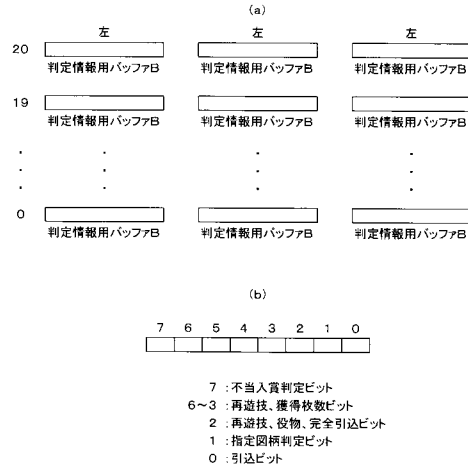 (a)
左 左 左
20
判定情報用バッファB 判定情報用バッファB 判定情報用バッファB
19
判定情報用バッファB 判定情報用バッファB 判定情報用バッファB
0
判定情報用バッファB 判定情報用バッファB 判定情報用バッファB
(b)
7 6 5 4 3 2 1 0
7 : 不当入賞判定ビット
6～3 : 再遊技、獲得枚数ビット
2 : 再遊技、役物、完全引込ビット
1 : 指定図柄判定ビット
0 : 引込ビット